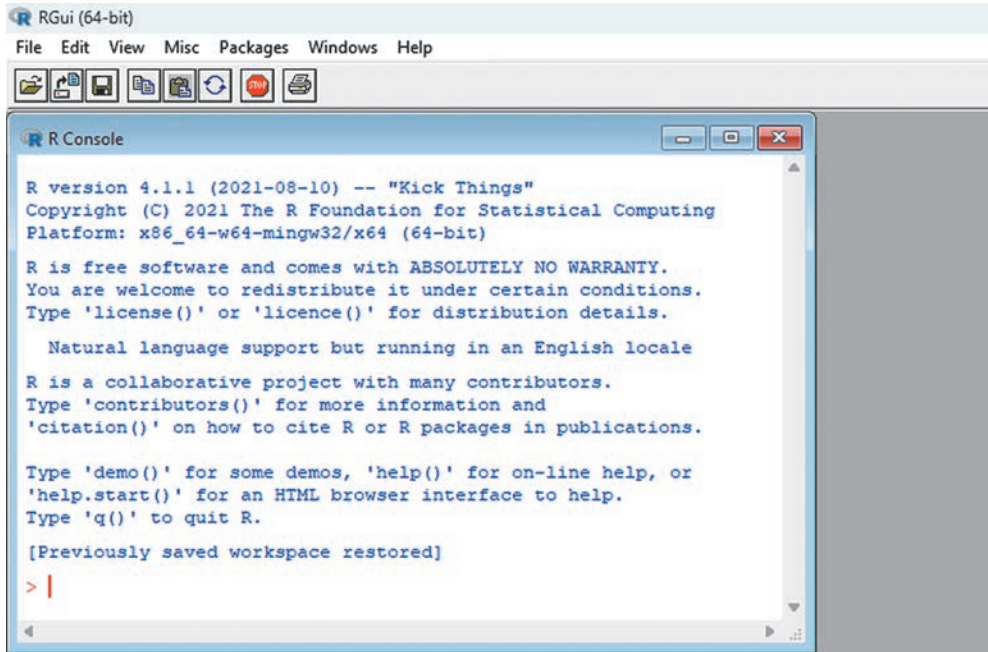 RGui (64-bit)
File Edit View Misc Packages Windows Help
STOP
R Console
R version 4.1.1 (2021-08-10) -- "Kick Things"
Copyright (C) 2021 The R Foundation for Statistical Computing
Platform: x86_64-w64-mingw32/x64 (64-bit)
R is free software and comes with ABSOLUTELY NO WARRANTY.
You are welcome to redistribute it under certain conditions.
Type 'license()' or 'licence()' for distribution details.
Natural language support but running in an English locale
R is a collaborative project with many contributors.
Type 'contributors()' for more information and
'citation()' on how to cite R or R packages in publications.
Type 'demo()' for some demos, 'help()' for on-line help, or
'help.start()' for an HTML browser interface to help.
Type 'q()' to quit R.
[Previously saved workspace restored]
>